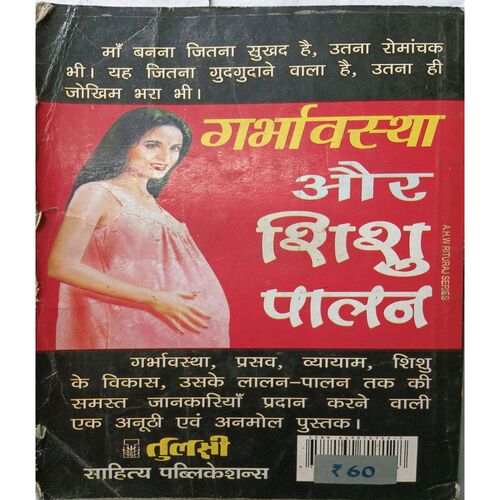 माँ बनना जितना सुखद है, उतना रोमांचक
भी। यह जितना गुदगुदाने वाला है, उतना ही
जोखिम भरा भी।
गर्भावस्था
और
शिशु
पालन
A.H.W RITURAJ SERIES
गर्भावस्था, प्रसव, व्यायाम, शिशु
के विकास, उसके लालन-पालन तक की
समस्त जानकारियाँ प्रदान करने वाली
एक अनूठी एवं अनमोल पुस्तक।
तुलसी
साहित्य पब्लिकेशन्स
₹60